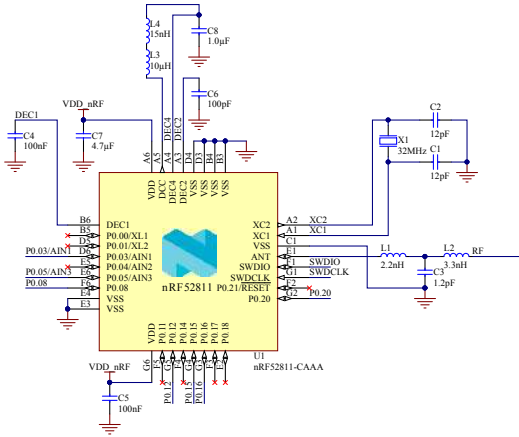 L4
15nH
L3
10µH
C8
1.0µF
C6
100pF
DEC4
DEC2
VDD_nRF
C7
4.7µF
DEC1
C4
100nF
A6
A5
A4
A3
D4
D3
B4
B3
VDD
DCC
DEC4
DEC2
VSS
VSS
VSS
VSS
C2
12pF
X1
32MHz
C1
12pF
B6 DEC1
B5 P0.00/XL1
D5 P0.01/XL2
P0.03/AIN1 D6 P0.03/AIN1
E5 P0.04/AIN2
P0.05/AIN3 E6 P0.05/AIN3
P0.08 F6 P0.08
E4 VSS
E3 VSS
nRF52811
XC2 A2 XC2
XC1 A1 XC1
VSS C1
ANT E1
SWDIO F1 SWDIO
SWDCLK G1 SWDCLK
P0.21/RESET F2
P0.20 G2 P0.20
L1
2.2nH
L2
3.3nH
RF
C3
1.2pF
VDD
P0.11
P0.12
P0.14
P0.15
P0.16
P0.17
P0.18
G6
F5
G5
F4
G4
G3
F3
E2
P0.12
P0.15
P0.16
U1
nRF52811-CAAA
VDD_nRF
C5
100nF